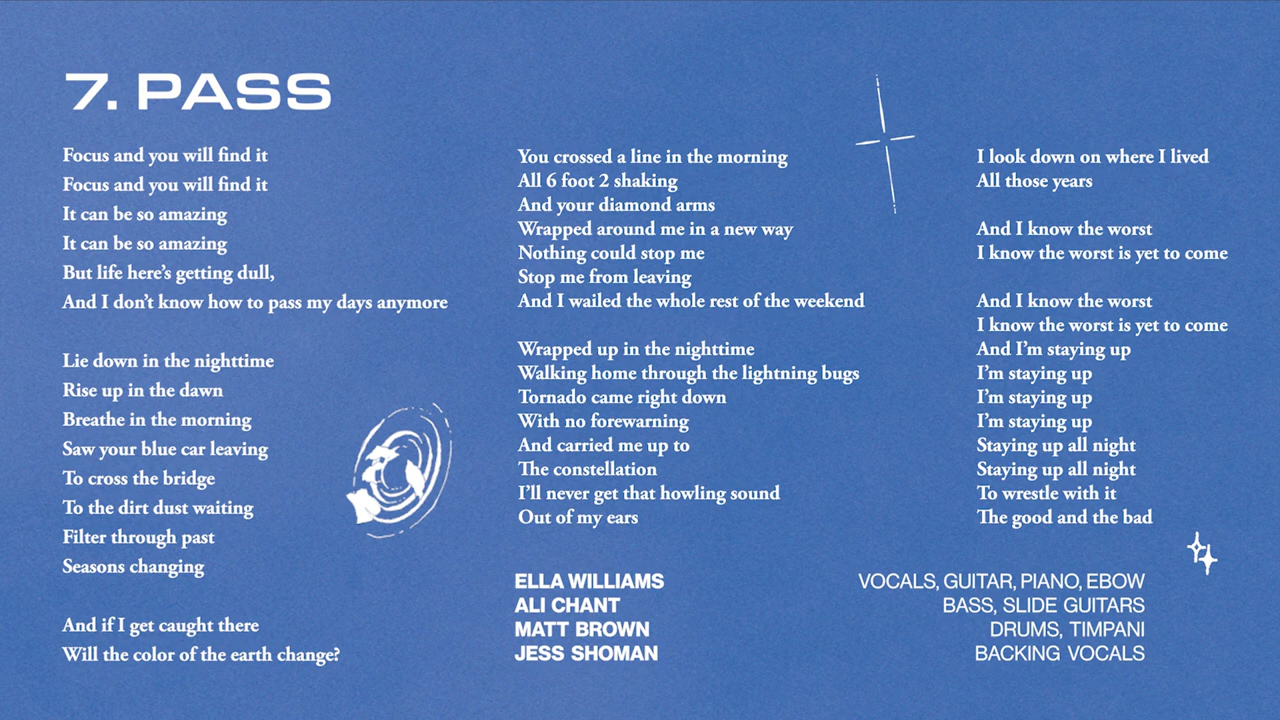 7. PASS
Focus and you will find it
Focus and you will find it
It can be so amazing
It can be so amazing
But life here's getting dull,
And I don't know how to pass my days anymore
Lie down in the nighttime
Rise up in the dawn
Breathe in the morning
Saw your blue car leaving
To cross the bridge
To the dirt dust waiting
Filter through past
Seasons changing
And if I get caught there
Will the color of the earth change?
You crossed a line in the morning
All 6 foot 2 shaking
And your diamond arms
Wrapped around me in a new way
Nothing could stop me
Stop me from leaving
And I wailed the whole rest of the weekend
Wrapped up in the nighttime
Walking home through the lightning bugs
Tornado came right down
With no forewarning
And carried me up to
The constellation
I'll never get that howling sound
Out of my ears
I look down on where I lived
All those years
And I know the worst
I know the worst is yet to come
And I know the worst
I know the worst is yet to come
And I'm staying up
I'm staying up
I'm staying up
I'm staying up
Staying up all night
Staying up all night
To wrestle with it
The good and the bad
ELLA WILLIAMS VOCALS, GUITAR, PIANO, EBOW
ALI CHANT BASS, SLIDE GUITARS
MATT BROWN DRUMS, TIMPANI
JESS SHOMAN BACKING VOCALS